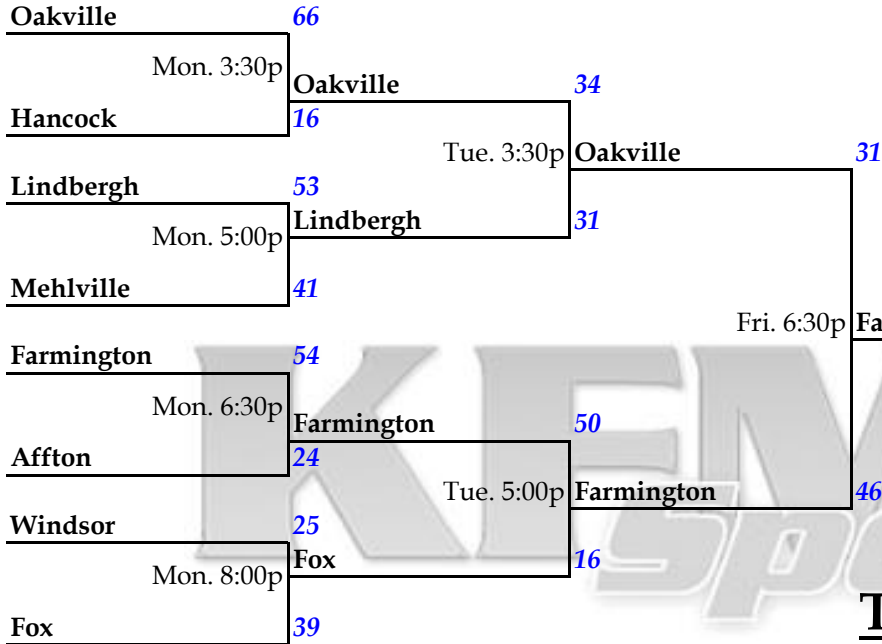 Oakville 66
Mon. 3:30p
Oakville 34
Hancock 16
Tue. 3:30p Oakville 31
Lindbergh 53
Lindbergh 31
Mon. 5:00p
Mehlville 41
Fri. 6:30p Fa
Farmington 54
Mon. 6:30p
Farmington 50
Affton 24
Tue. 5:00p Farmington 46
Windsor 25
Fox 16
Mon. 8:00p
Fox 39